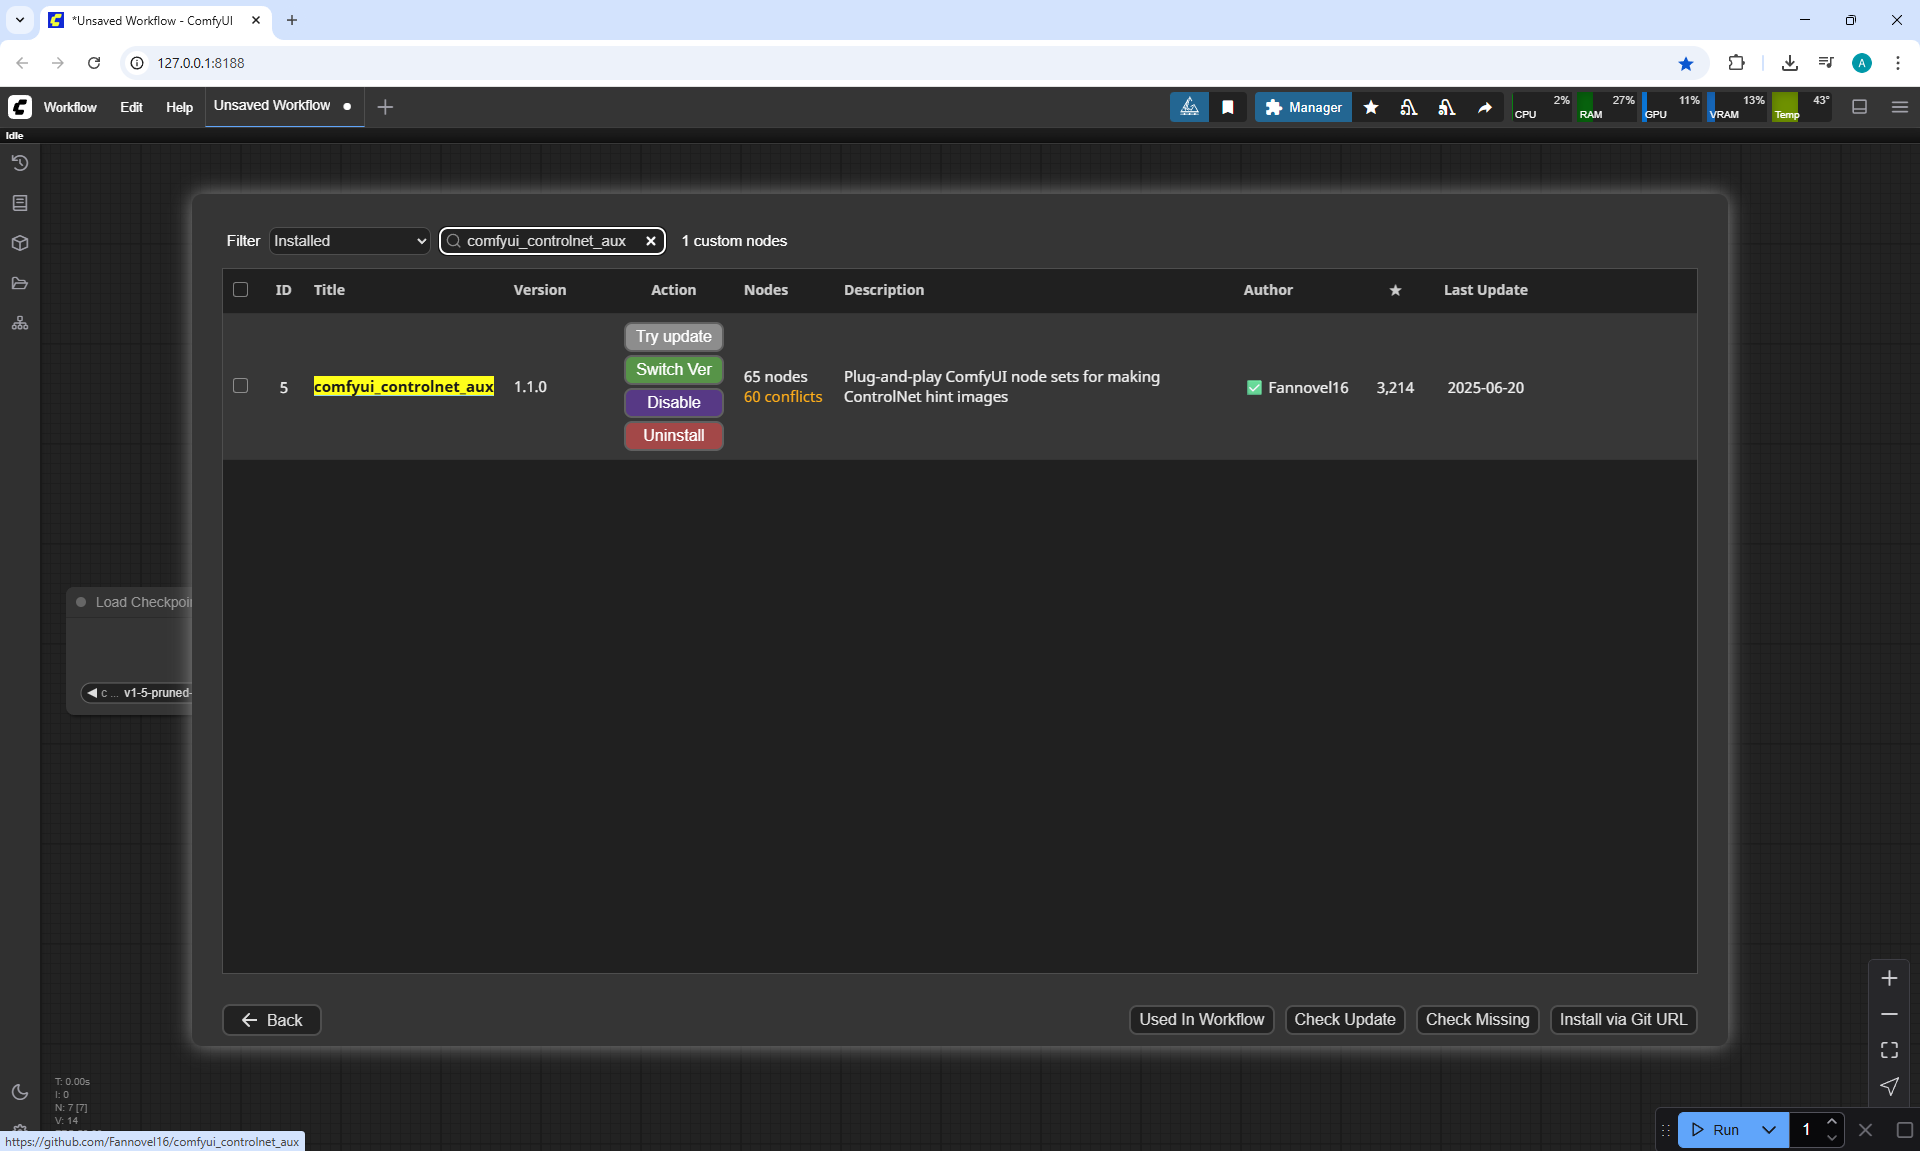 *Unsaved Workflow - ComfyUI
127.0.0.1:8188
A
Workflow Edit Help Unsaved Workflow
Manager
CPU 2% RAM 27% GPU 11% VRAM 13% Temp 43°
Idle
Filter Installed comfyui_controlnet_aux 1 custom nodes
ID Title Version Action Nodes Description Author ★ Last Update
Try update
Switch Ver
Disable
Uninstall
5 comfyui_controlnet_aux 1.1.0
65 nodes
60 conflicts
Plug-and-play ComfyUI node sets for making
ControlNet hint images
Fannovel16 3,214 2025-06-20
Load Checkpoi
c ... v1-5-pruned-
Back
Used In Workflow Check Update Check Missing Install via Git URL
T: 0.00s
I: 0
N: 7 [7]
V: 14
https://github.com/Fannovel16/comfyui_controlnet_aux
Run 1